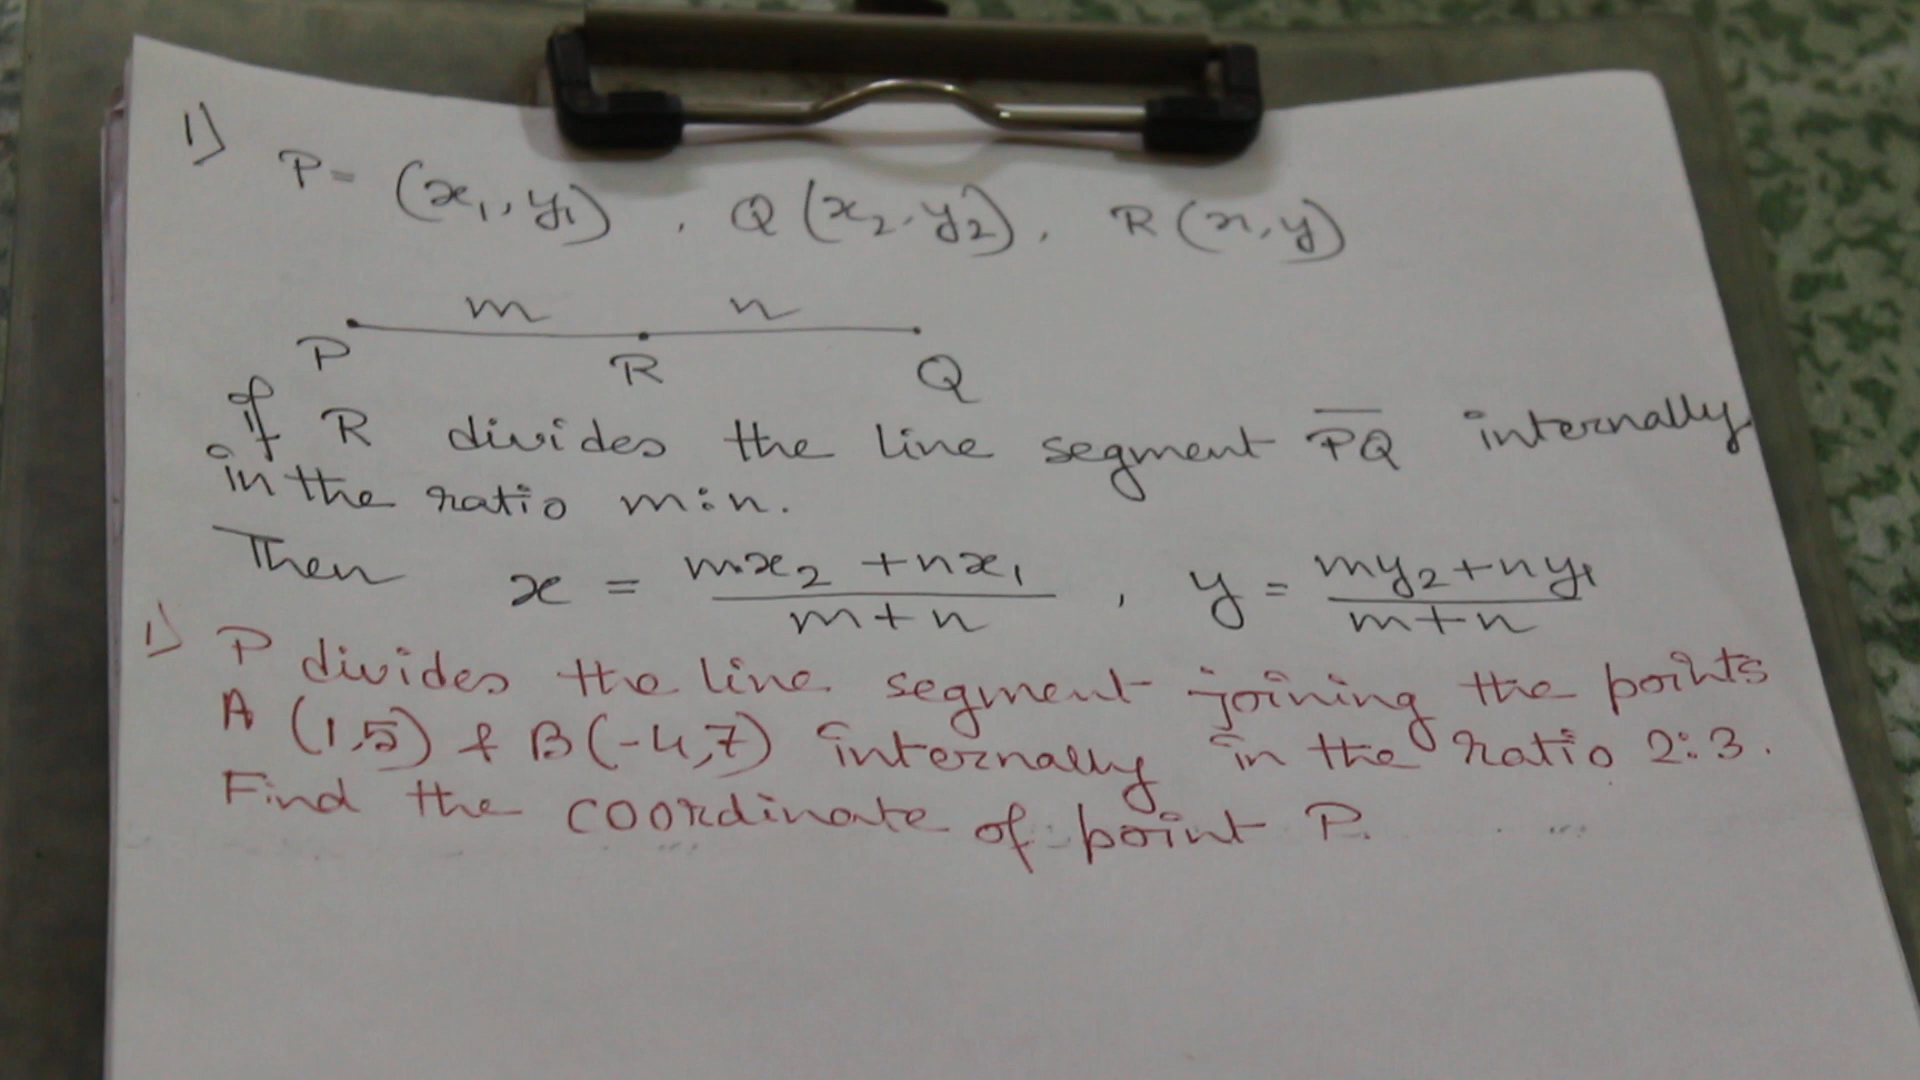 1) P = (x₁, y₁), Q (x₂, y₂), R (x, y)
m n
P R Q
If R divides the line segment P̅Q̅ internally
in the ratio m:n.
Then x = (mx₂ + nx₁)/(m+n), y = (my₂ + ny₁)/(m+n)
1) P divides the line segment joining the points
A (1,5) & B (-4,7) internally in the ratio 2:3.
Find the coordinate of point P.